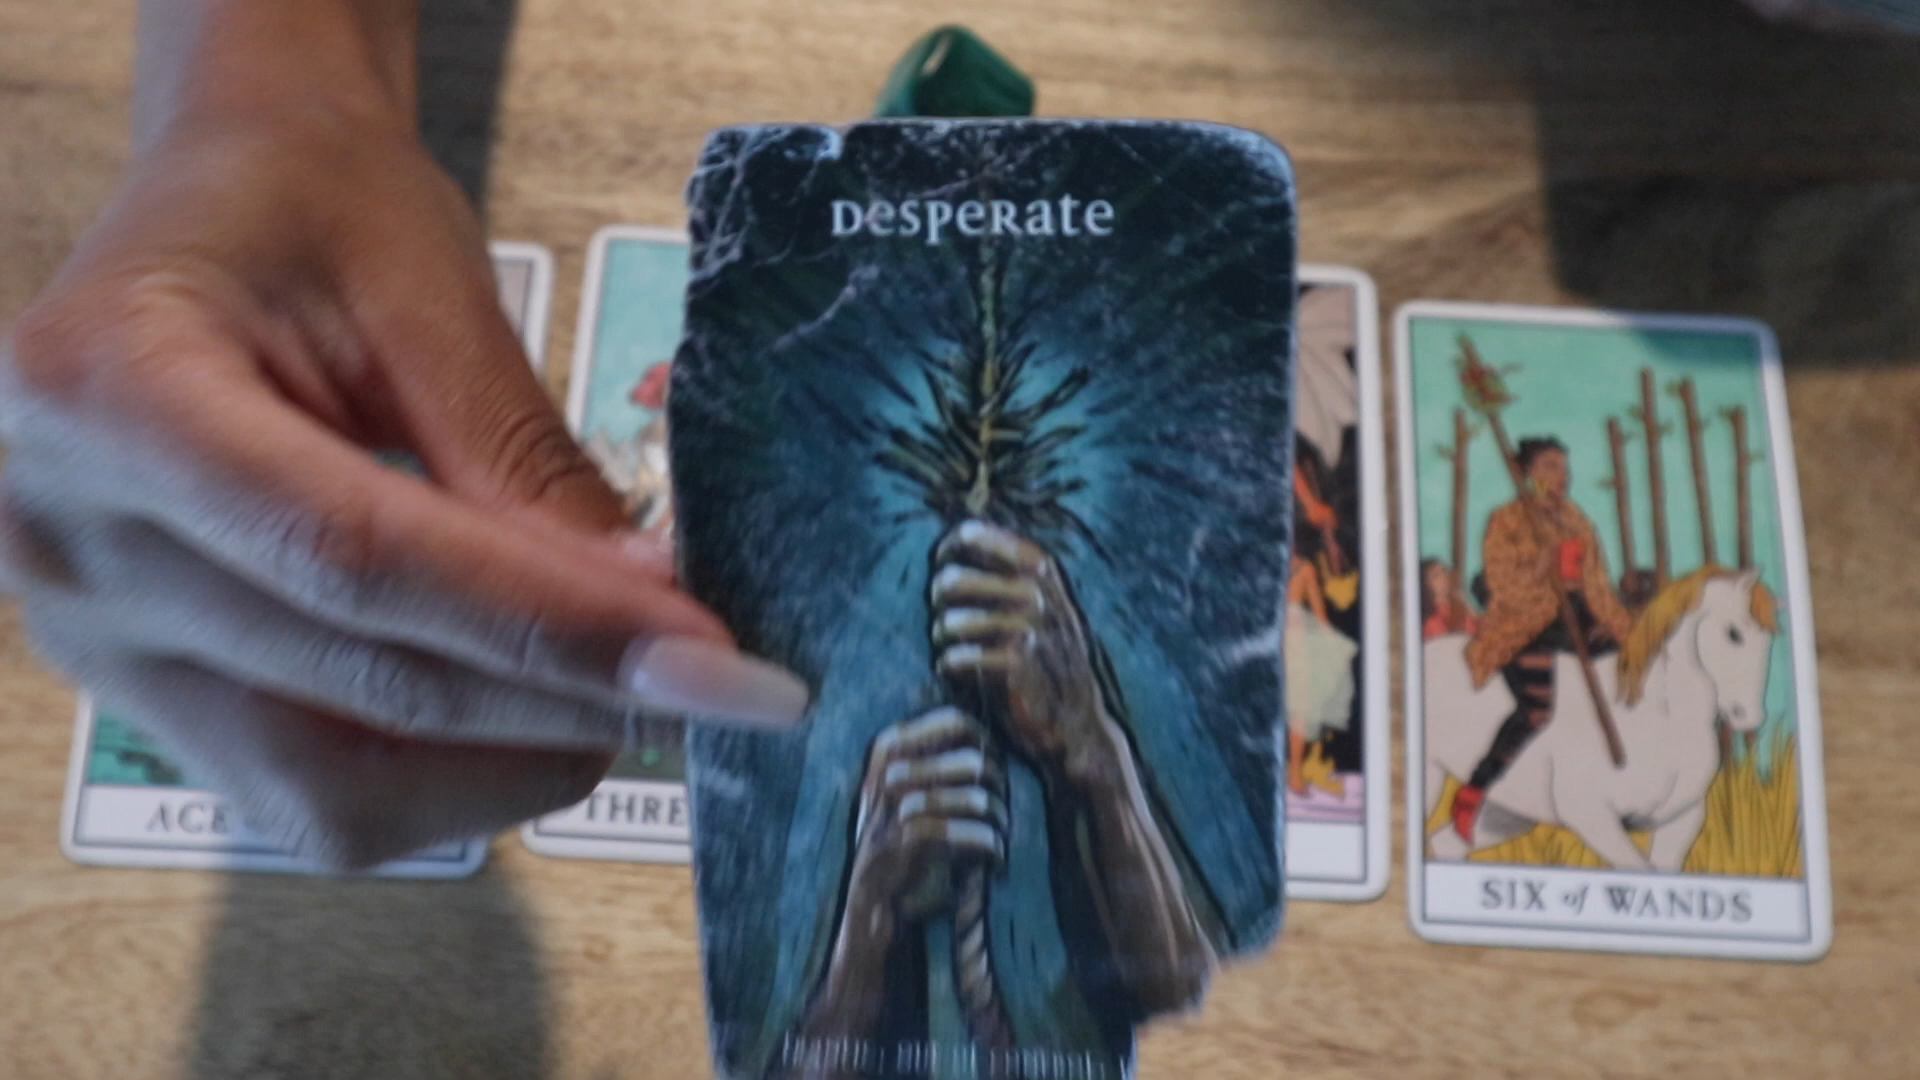 DESPERATE
ACE
THRE
SIX of WANDS